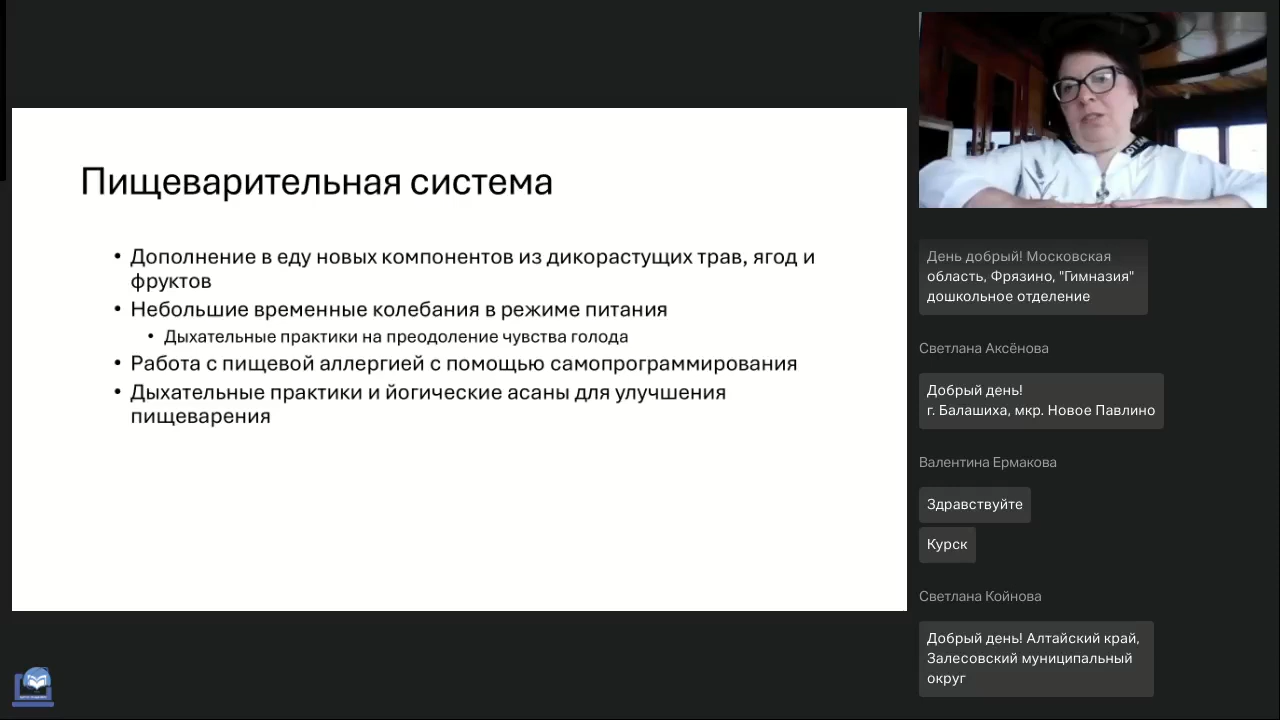 Пищеварительная система
• Дополнение в еду новых компонентов из дикорастущих трав, ягод и
фруктов
• Небольшие временные колебания в режиме питания
• Дыхательные практики на преодоление чувства голода
• Работа с пищевой аллергией с помощью самопрограммирования
• Дыхательные практики и йогические асаны для улучшения
пищеварения
День добрый! Московская
область, Фрязино, "Гимназия"
дошкольное отделение
Светлана Аксёнова
Добрый день!
г. Балашиха, мкр. Новое Павлино
Валентина Ермакова
Здравствуйте
Курск
Светлана Койнова
Добрый день! Алтайский край,
Залесовский муниципальный
округ